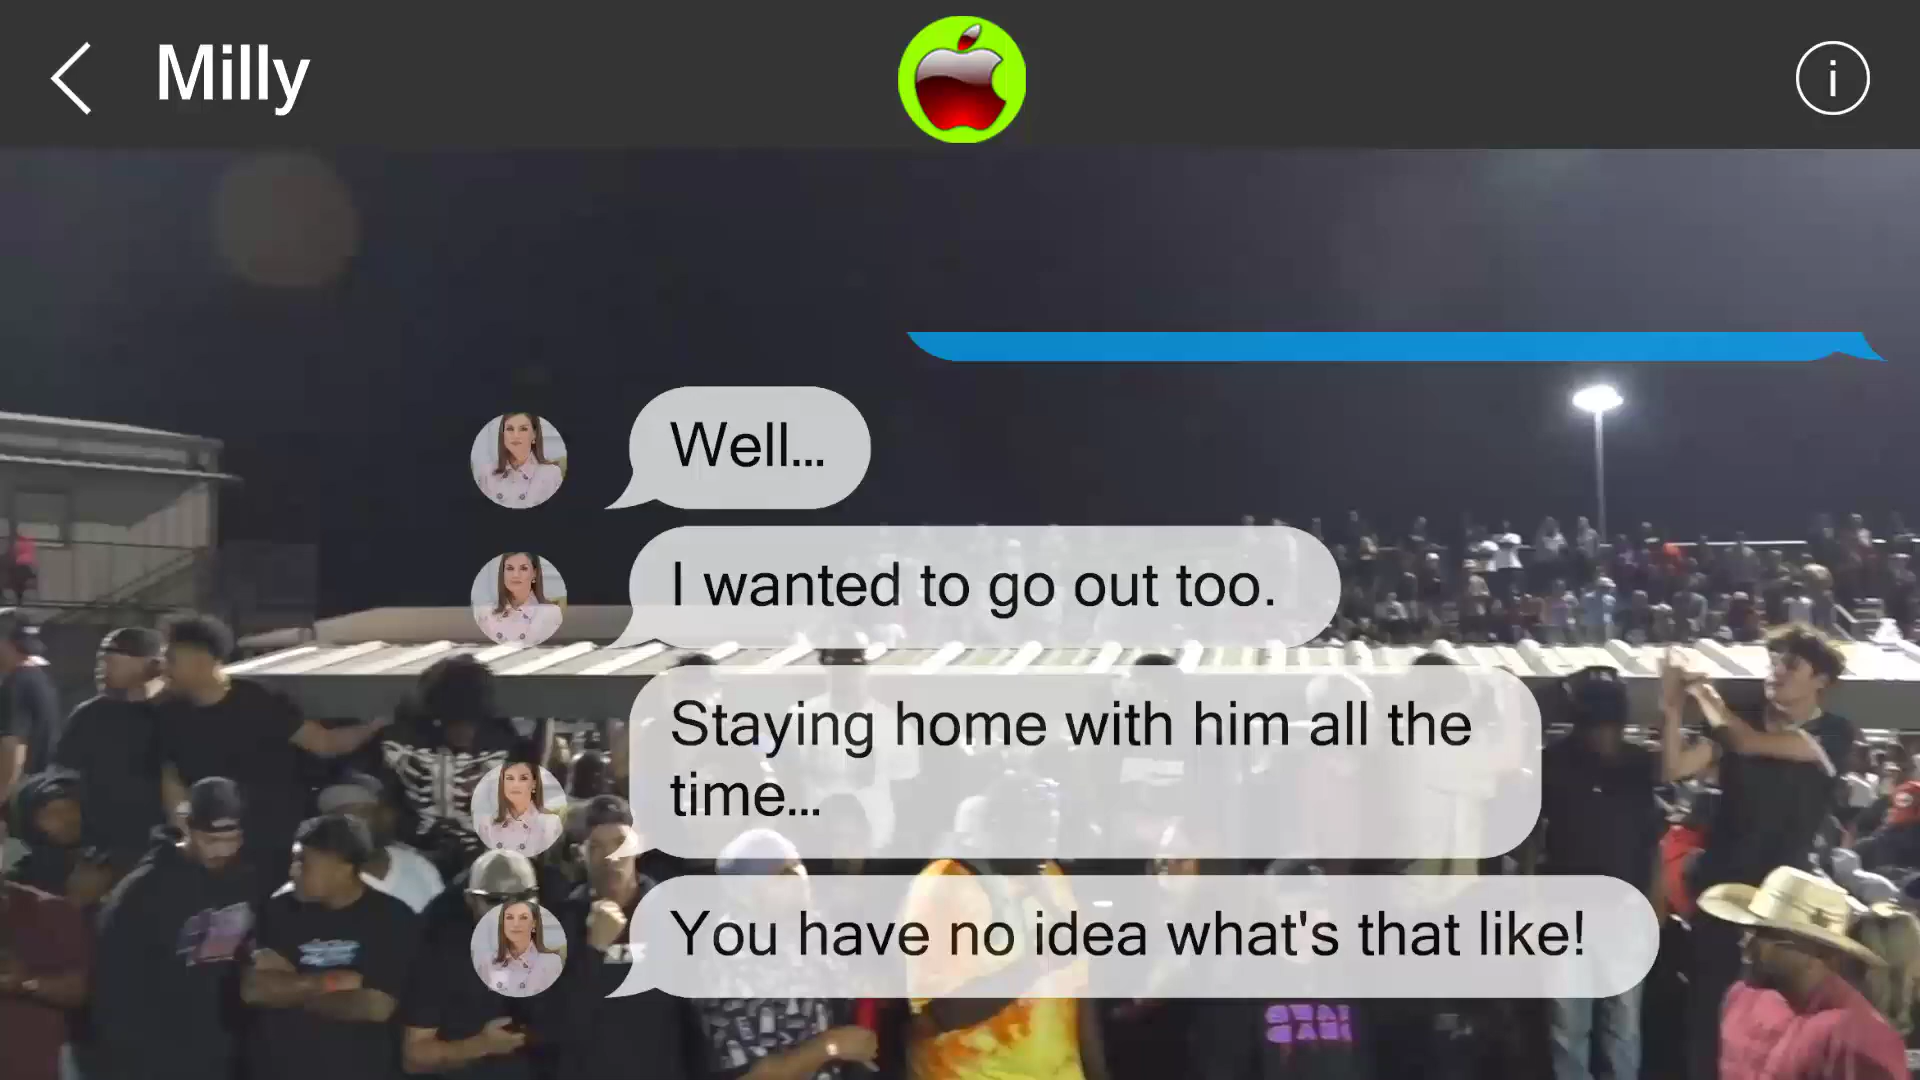 Milly
i
Well...
I wanted to go out too.
Staying home with him all the
time...
You have no idea what's that like!